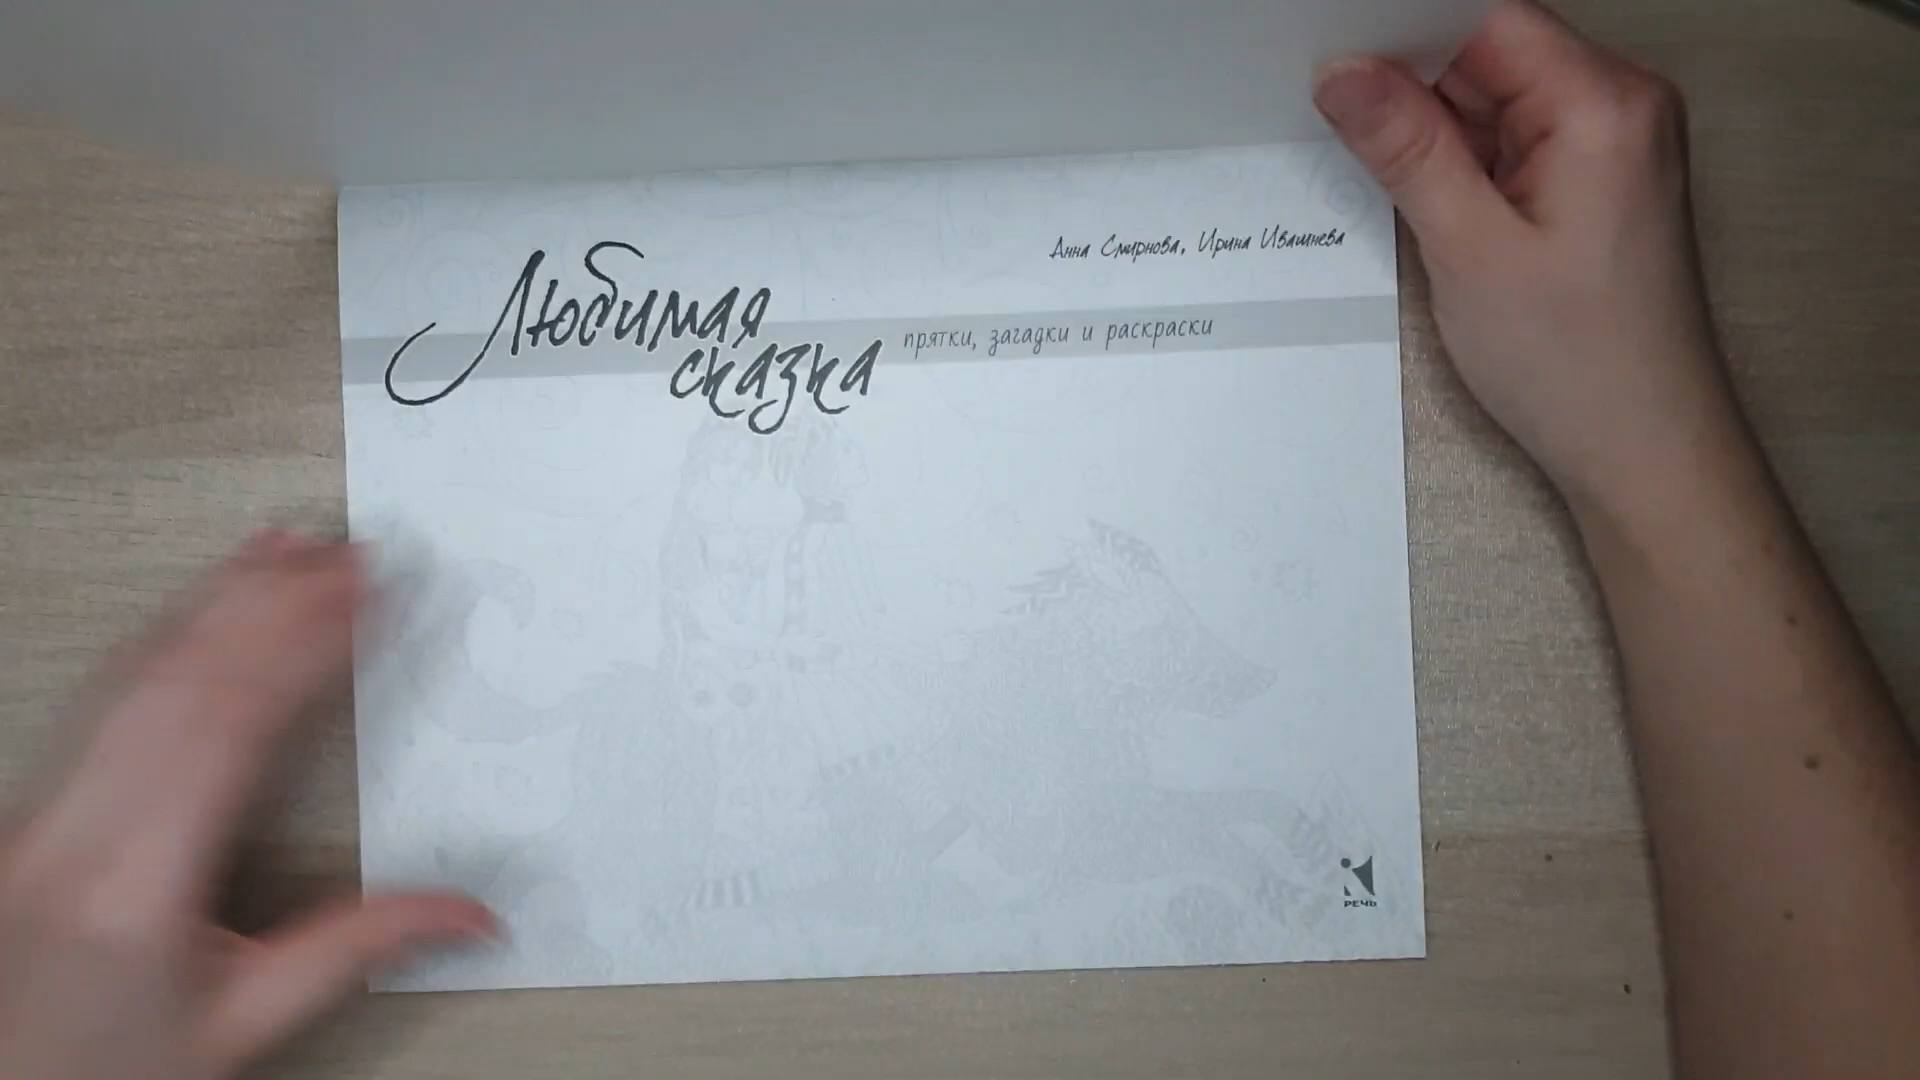 Анна Смирнова, Ирина Ивашнева
Любимая
сказка
прятки, загадки и раскраски
РЕЧЬ